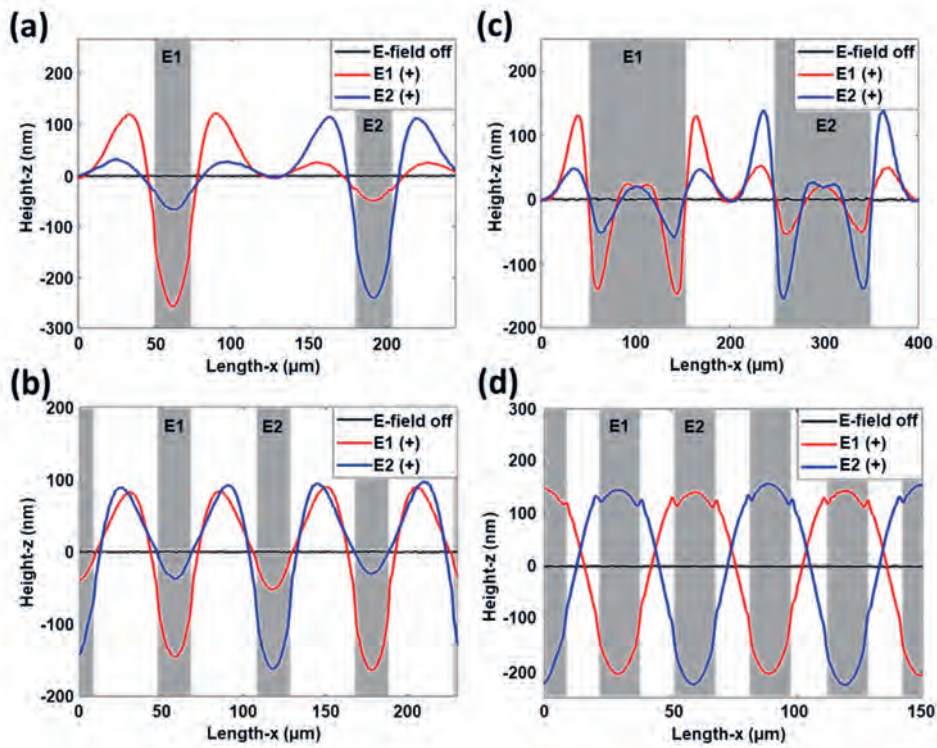 (a)
E1
E-field off
E1 (+)
E2 (+)
E2
200
100
0
-100
-200
-300
Height-z (nm)
0
50
100
150
200
Length-x (μm)
(c)
E1
E-field off
E1 (+)
E2 (+)
E2
200
100
0
-100
-200
Height-z (nm)
0
100
200
300
400
Length-x (μm)
(b)
E1
E2
E-field off
E1 (+)
E2 (+)
200
100
0
-100
-200
Height-z (nm)
0
50
100
150
200
Length-x (μm)
(d)
E1
E2
E-field off
E1 (+)
E2 (+)
300
200
100
0
-100
-200
Height-z (nm)
0
50
100
150
Length-x (μm)